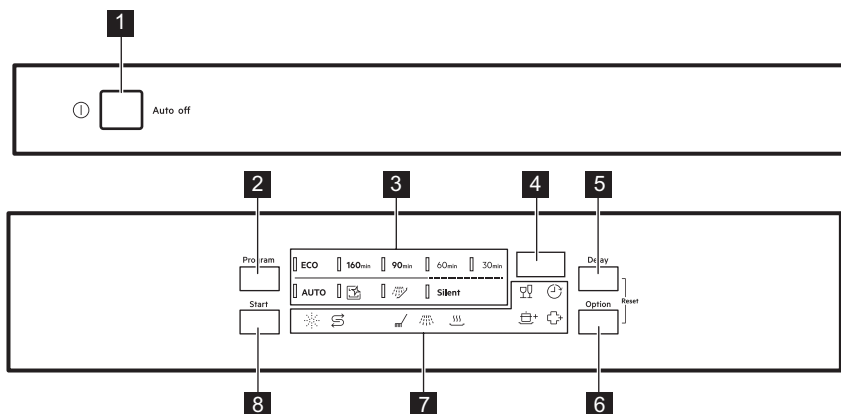 1
Auto off
2 3 4 5
Program Delay
ECO 160min 90min 60min 30min
AUTO Silent
Start Option Reset
8 7 6